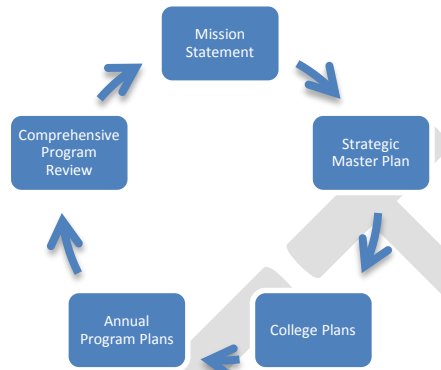 Mission
Statement
Strategic
Master Plan
College Plans
Annual
Program Plans
Comprehensive
Program
Review